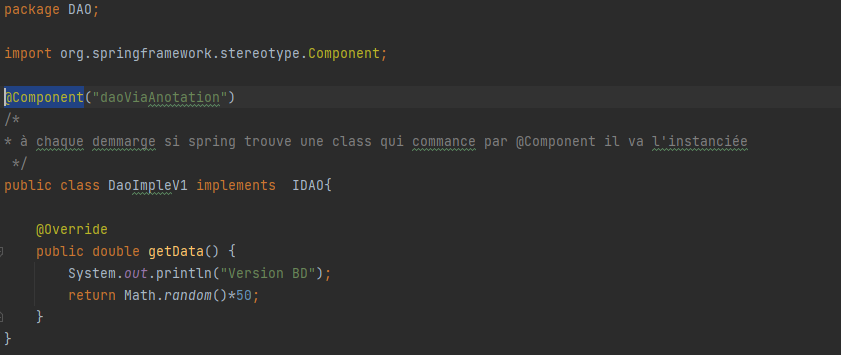 package DAO;
import org.springframework.stereotype.Component;
@Component("daoViaAnotation")
/*
* à chaque demmarge si spring trouve une class qui commance par @Component il va l'instanciée
*/
public class DaoImpleV1 implements  IDAO{
@Override
public double getData() {
System.out.println("Version BD");
return Math.random()*50;
}
}